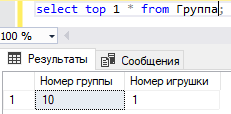 select top 1 * from Группа;
100 %
Результаты Сообщения
Номер группы Номер игрушки
1 10 1